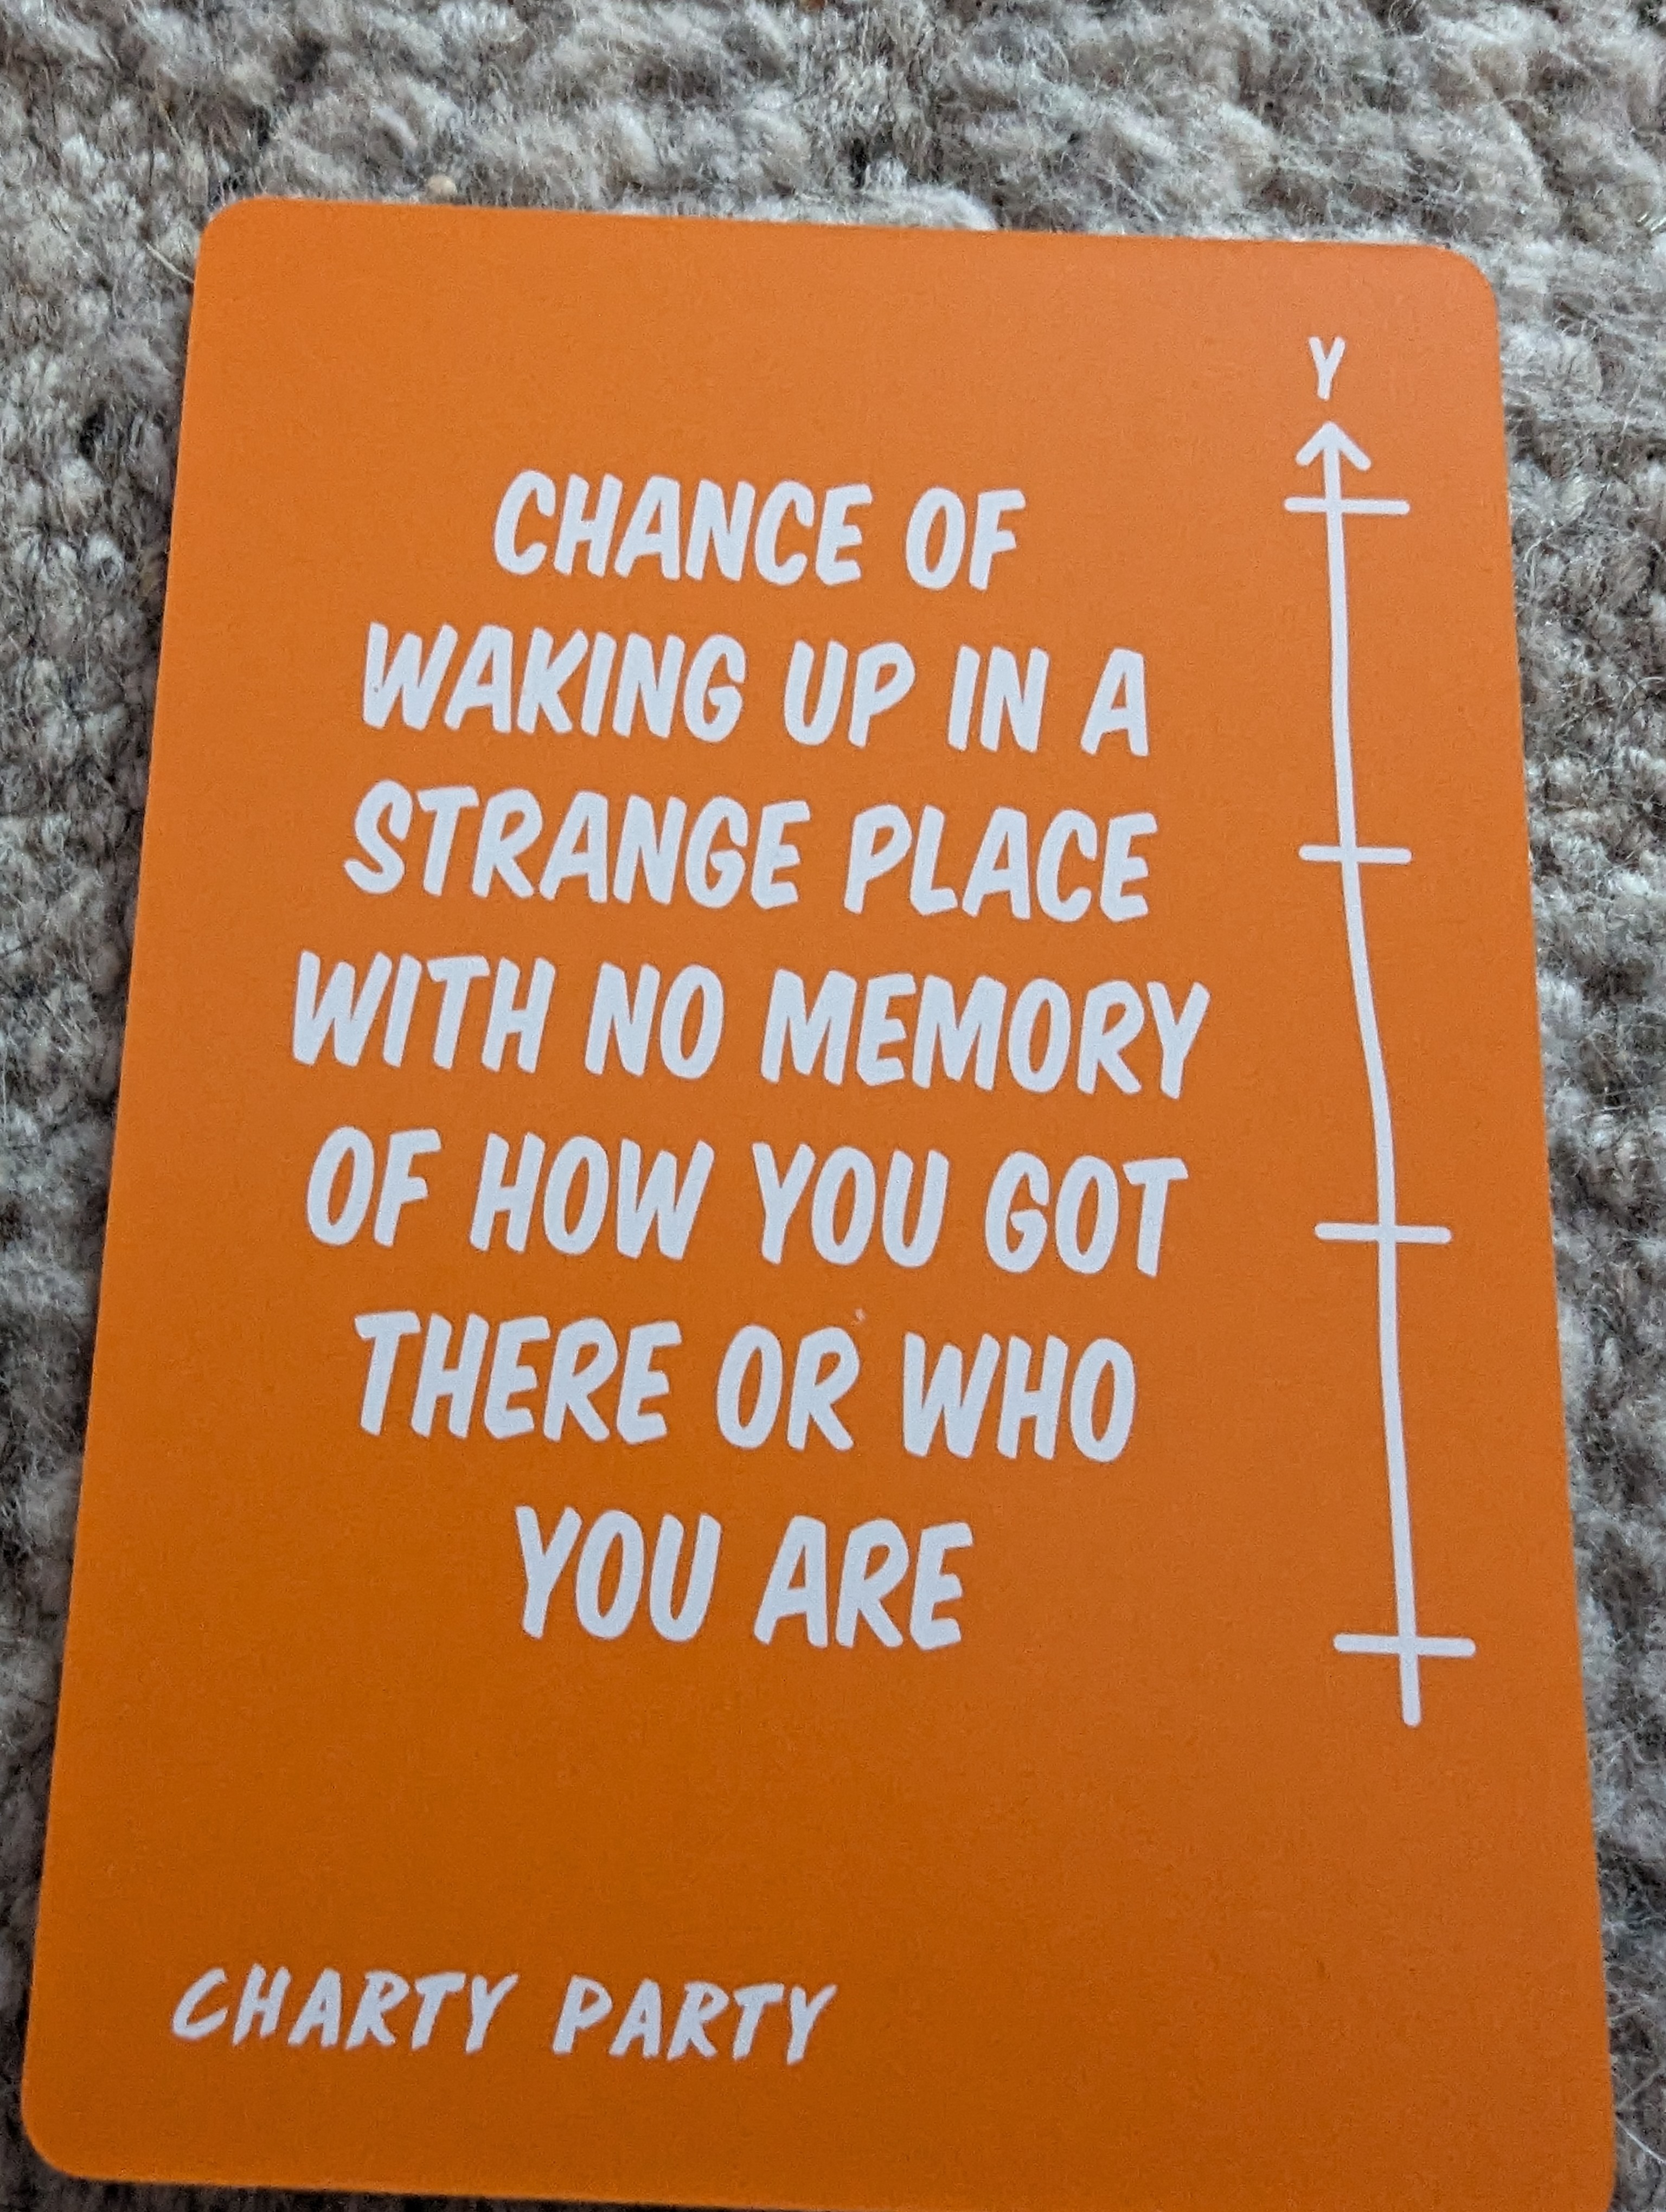 Y
CHANCE OF
WAKING UP IN A
STRANGE PLACE
WITH NO MEMORY
OF HOW YOU GOT
THERE OR WHO
YOU ARE
CHARTY PARTY